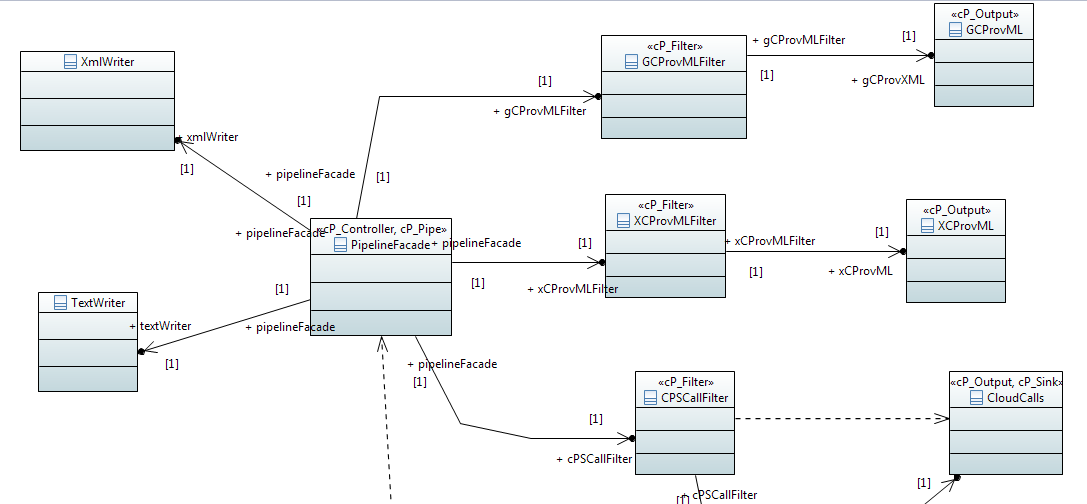 «cP_Output»
GCProvML
+ gCProvMLFilter
[1]
«cP_Filter»
GCProvMLFilter
[1]
+ gCProvXML
XmlWriter
[1]
+ gCProvMLFilter
+ xmlWriter
[1]
+ pipelineFacade
[1]
[1]
«cP_Controller, cP_Pipe»
PipelineFacade
+ pipelineFacade
+ pipelineFacade
[1]
[1]
+ xCProvMLFilter
«cP_Filter»
XCProvMLFilter
+ xCProvMLFilter
[1]
[1]
+ xCProvML
«cP_Output»
XCProvML
[1]
TextWriter
+ textWriter
+ pipelineFacade
[1]
+ pipelineFacade
[1]
«cP_Filter»
CPSCallFilter
«cP_Output, cP_Sink»
CloudCalls
[1]
+ cPSCallFilter
[1]
+ cPSCallFilter
[1]